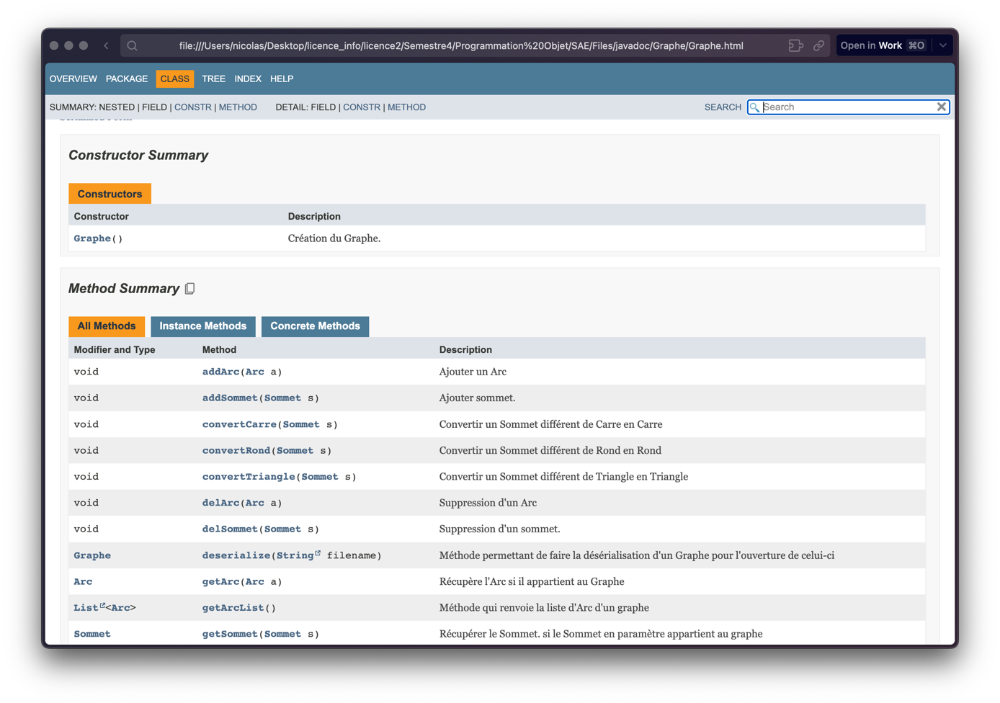 file:///Users/nicolas/Desktop/licence_info/licence2/Semestre4/Programmation%20Objet/SAE/Files/javadoc/Graphe/Graphe.html
Open in Work ⌘O
OVERVIEW PACKAGE CLASS TREE INDEX HELP
SUMMARY: NESTED | FIELD | CONSTR | METHOD DETAIL: FIELD | CONSTR | METHOD SEARCH Search
Constructor Summary
Constructors
Constructor Description
Graphe() Création du Graphe.
Method Summary
All Methods Instance Methods Concrete Methods
Modifier and Type Method Description
void addArc(Arc a) Ajouter un Arc
void addSommet(Sommet s) Ajouter sommet.
void convertCarre(Sommet s) Convertir un Sommet différent de Carre en Carre
void convertRond(Sommet s) Convertir un Sommet différent de Rond en Rond
void convertTriangle(Sommet s) Convertir un Sommet différent de Triangle en Triangle
void delArc(Arc a) Suppression d'un Arc
void delSommet(Sommet s) Suppression d'un sommet.
Graphe deserialize(String filename) Méthode permettant de faire la désérialisation d'un Graphe pour l'ouverture de celui-ci
Arc getArc(Arc a) Récupère l'Arc si il appartient au Graphe
List<Arc> getArcList() Méthode qui renvoie la liste d'Arc d'un graphe
Sommet getSommet(Sommet s) Récupérer le Sommet. si le Sommet en paramètre appartient au graphe